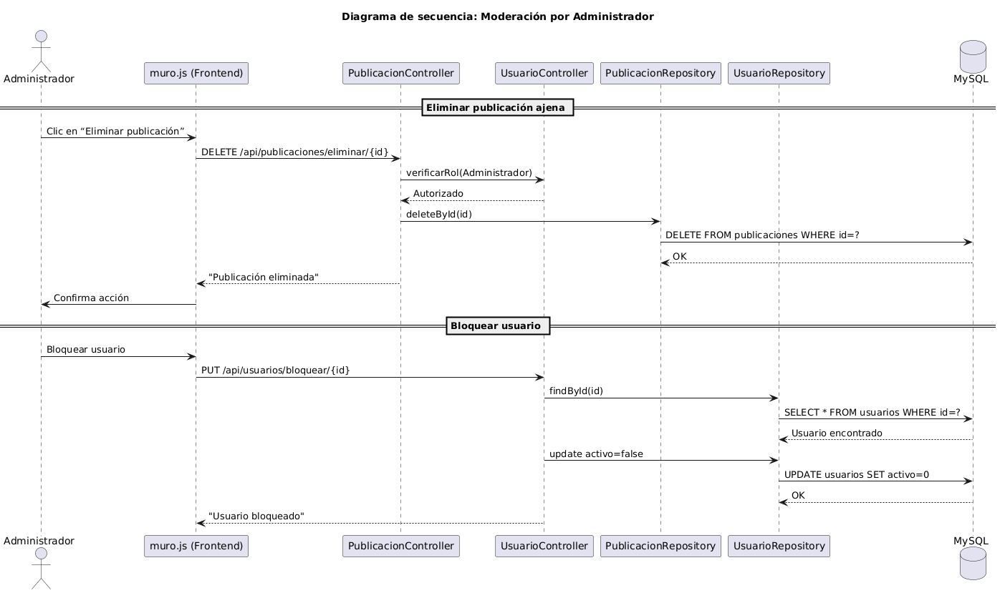 Diagrama de secuencia: Moderación por Administrador
Administrador
muro.js (Frontend)
PublicacionController
UsuarioController
PublicacionRepository
UsuarioRepository
MySQL
Eliminar publicación ajena
Clic en “Eliminar publicación”
DELETE /api/publicaciones/eliminar/{id}
verificarRol(Administrador)
Autorizado
deleteById(id)
DELETE FROM publicaciones WHERE id=?
OK
"Publicación eliminada"
Confirma acción
Bloquear usuario
Bloquear usuario
PUT /api/usuarios/bloquear/{id}
findById(id)
SELECT * FROM usuarios WHERE id=?
Usuario encontrado
update activo=false
UPDATE usuarios SET activo=0
OK
"Usuario bloqueado"
Administrador
muro.js (Frontend)
PublicacionController
UsuarioController
PublicacionRepository
UsuarioRepository
MySQL